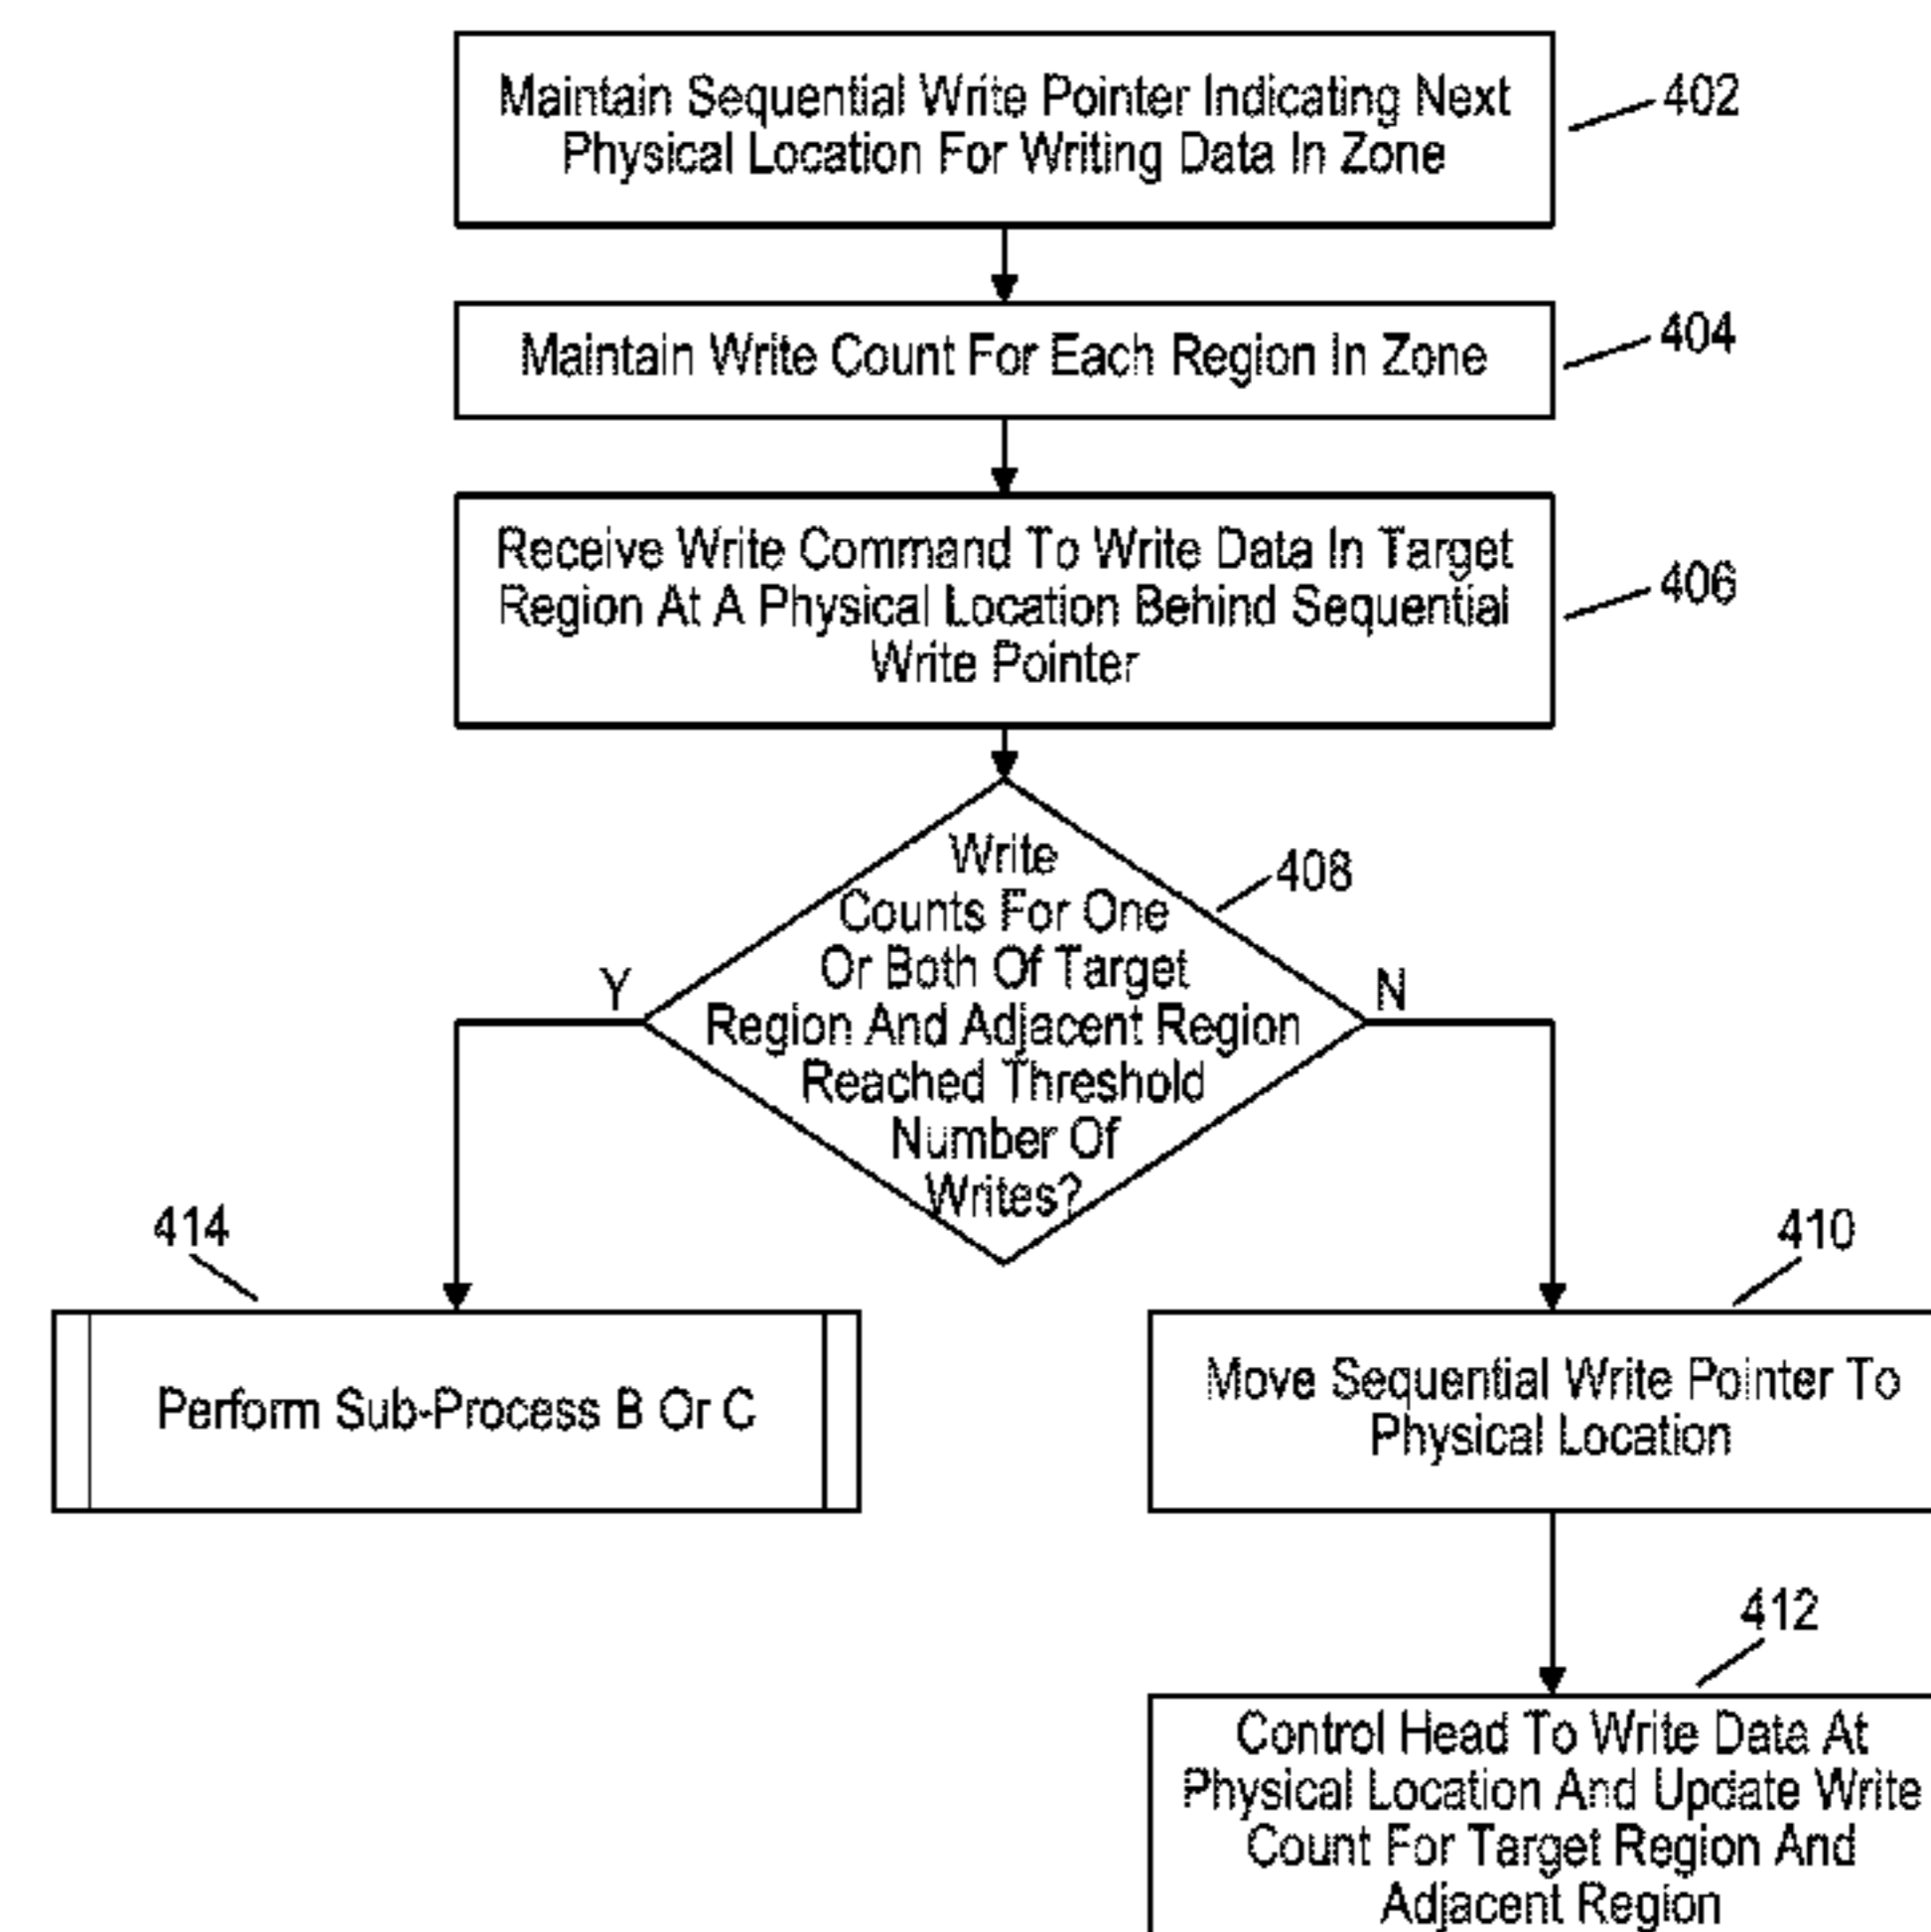 Maintain Sequential Write Pointer Indicating Next
Physical Location For Writing Data In Zone
402
Maintain Write Count For Each Region In Zone
404
Receive Write Command To Write Data In Target
Region At A Physical Location Behind Sequential
Write Pointer
406
Write
Counts For One
Or Both Of Target
Region And Adjacent Region
Reached Threshold
Number Of
Writes?
408
Y
N
414
Perform Sub-Process B Or C
410
Move Sequential Write Pointer To
Physical Location
412
Control Head To Write Data At
Physical Location And Update Write
Count For Target Region And
Adjacent Region